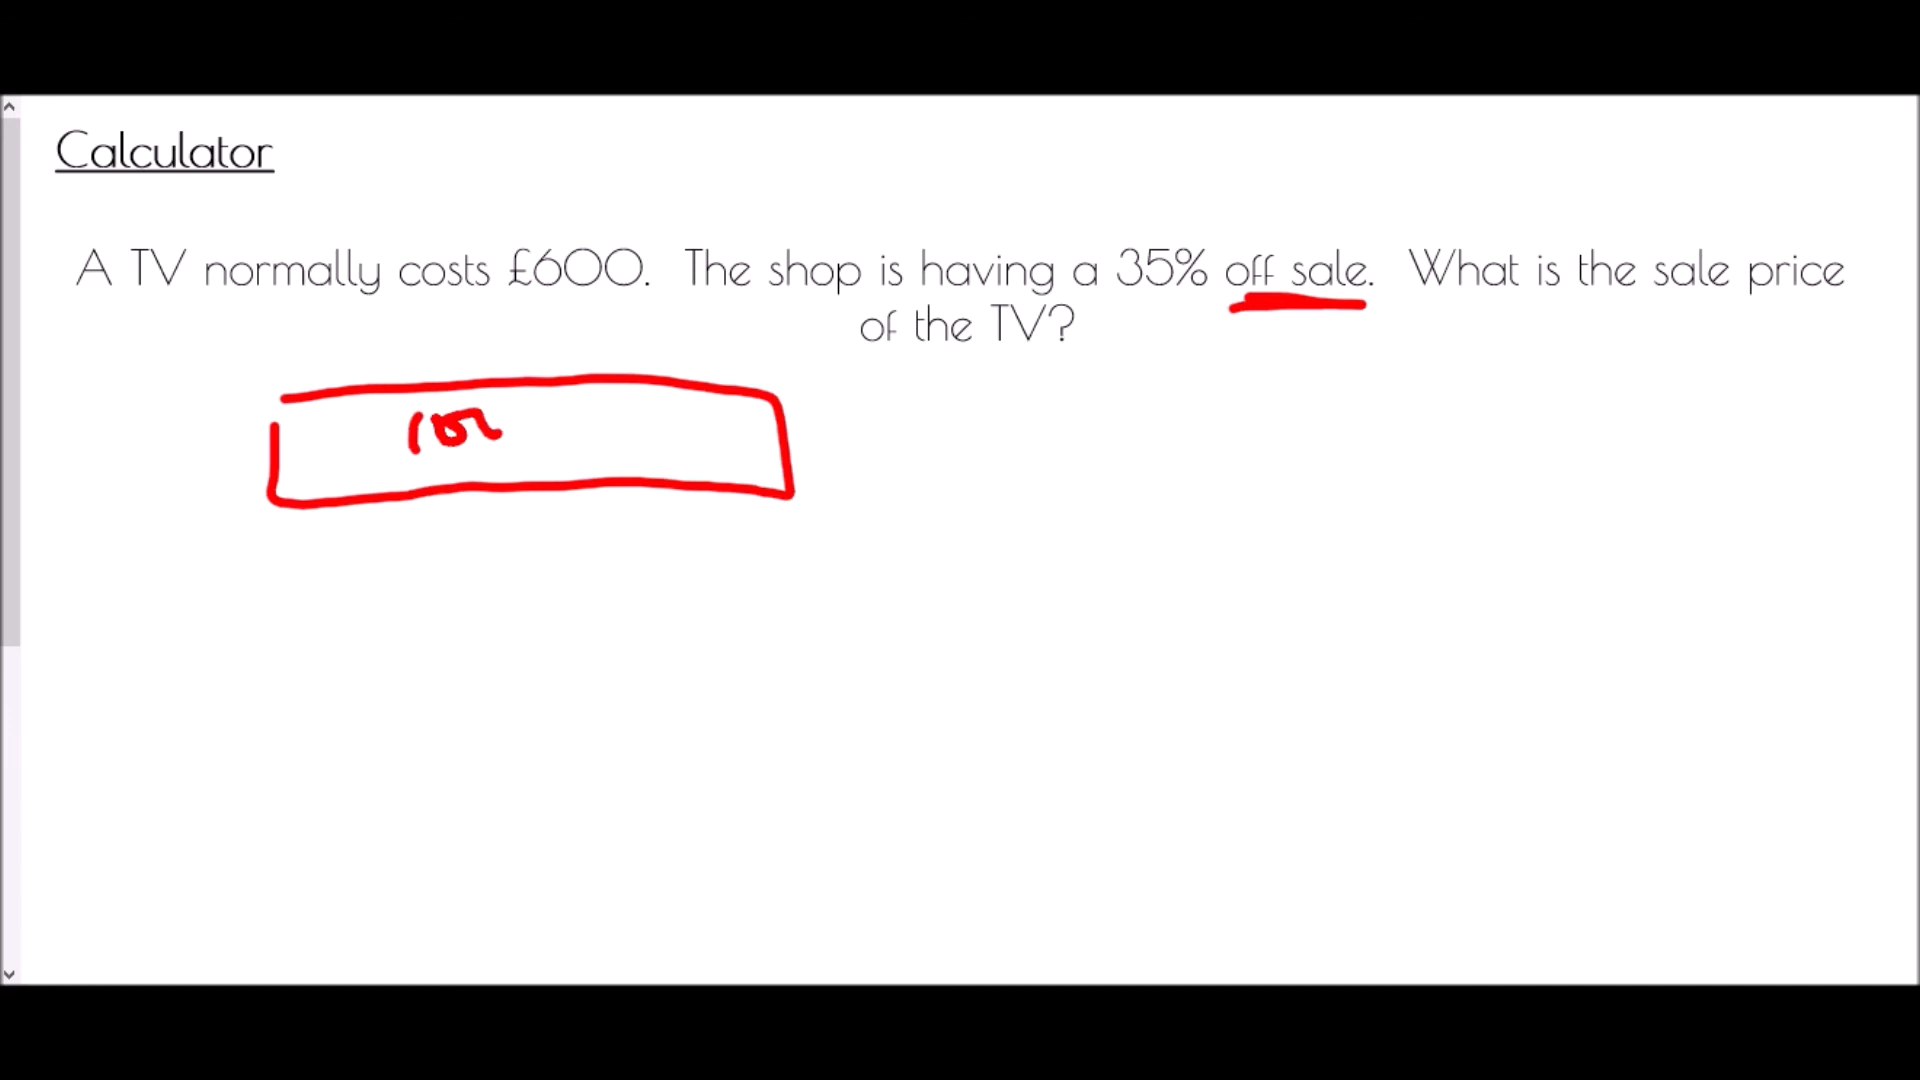 Calculator
A TV normally costs £600. The shop is having a 35% off sale. What is the sale price
of the TV?